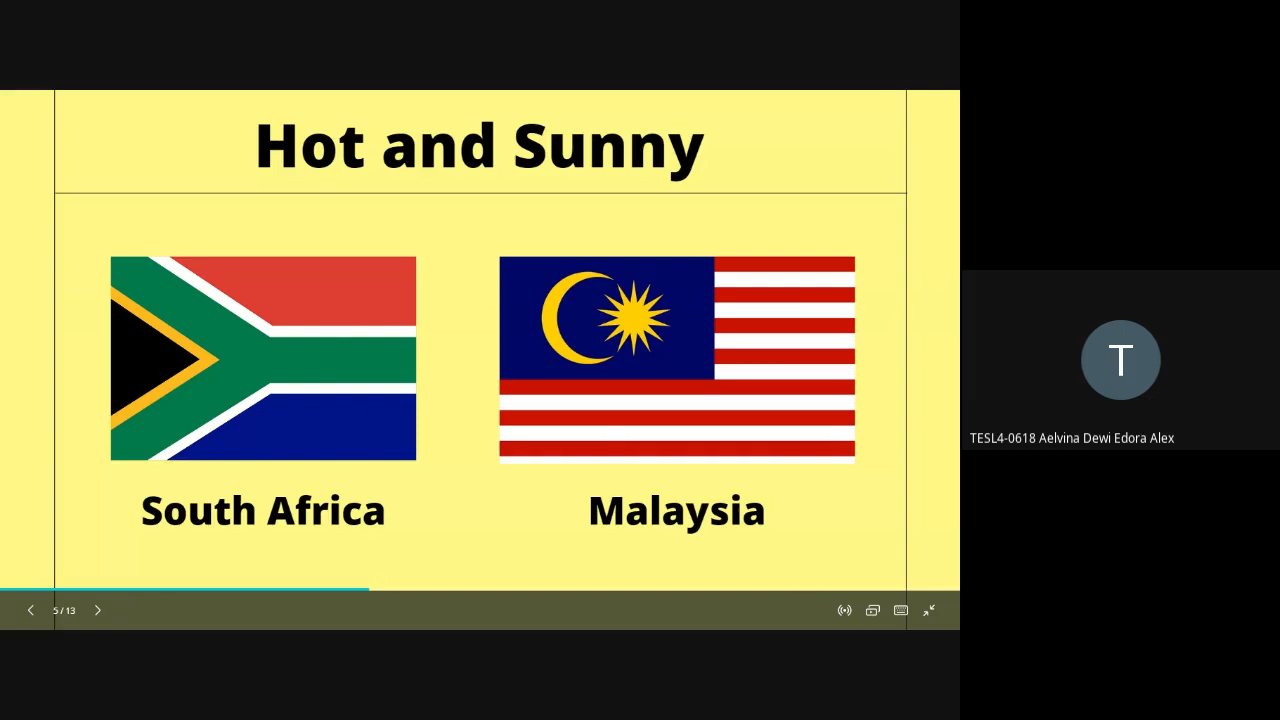 Hot and Sunny
South Africa
Malaysia
5 / 13
T
TESL4-0618 Aelvina Dewi Edora Alex